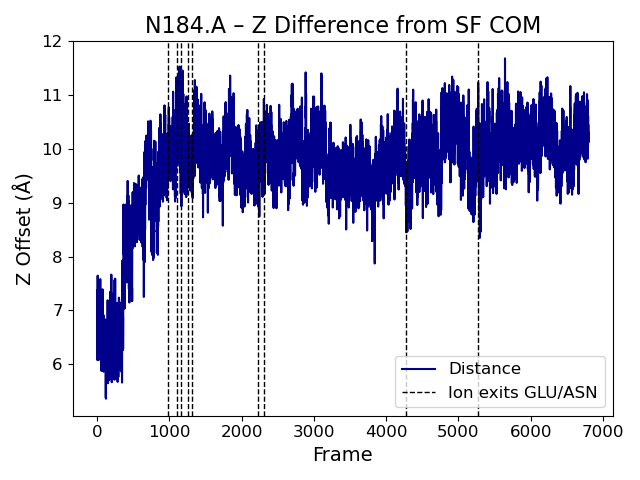 N184.A – Z Difference from SF COM
12
11
10
9
8
7
6
Z Offset (Å)
Distance
Ion exits GLU/ASN
0 1000 2000 3000 4000 5000 6000 7000
Frame